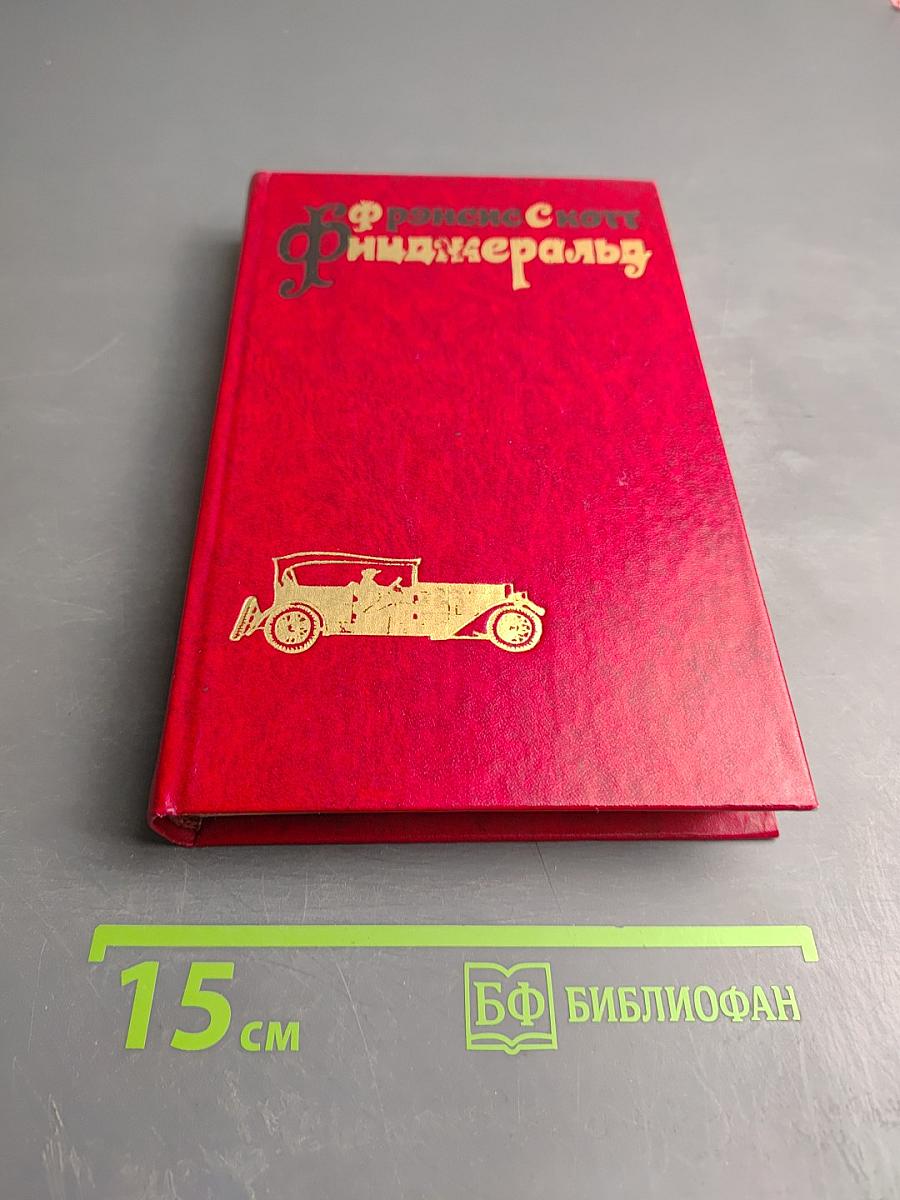 Фрэнсис Скотт
Фицджеральд
15 см
БФ БИБЛИОФАН